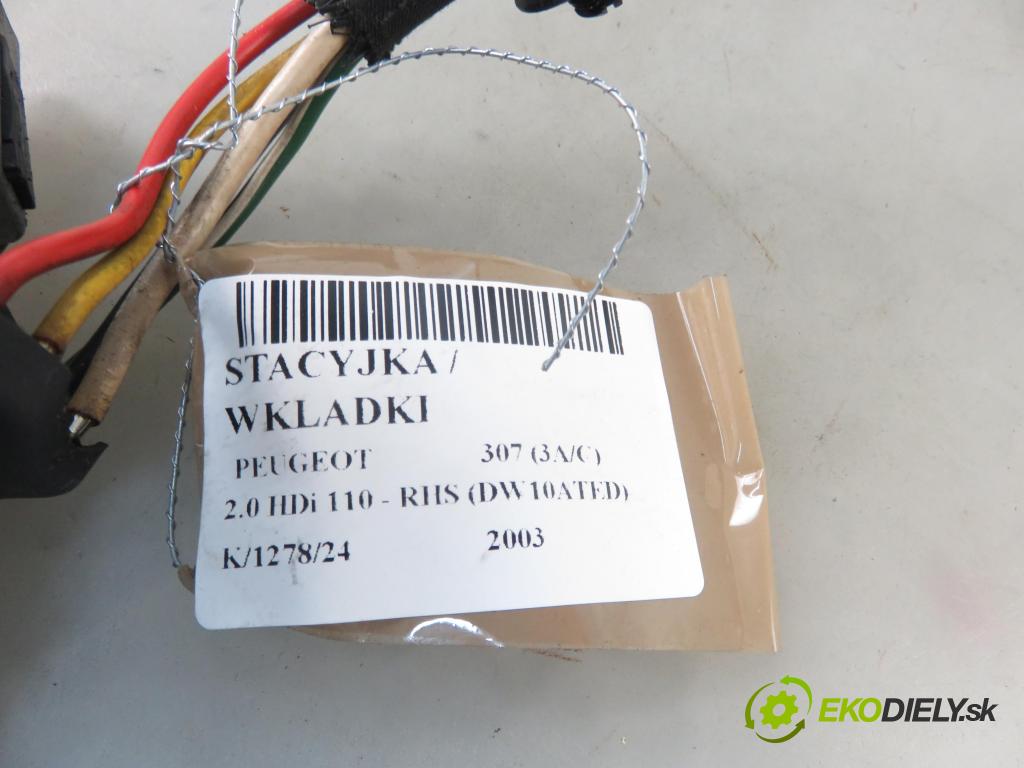 STACYJKA /
WKLADKI
PEUGEOT 307 (3A/C)
2.0 HDi 110 - RHS (DW10ATED)
K/1278/24 2003
EKODIELY.sk